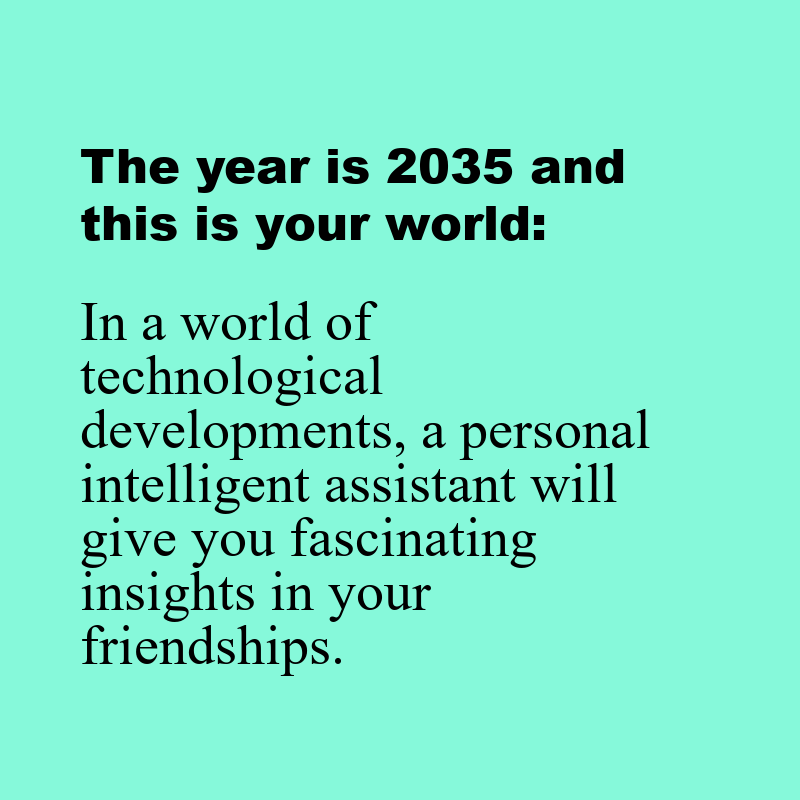 The year is 2035 and
this is your world:
In a world of
technological
developments, a personal
intelligent assistant will
give you fascinating
insights in your
friendships.